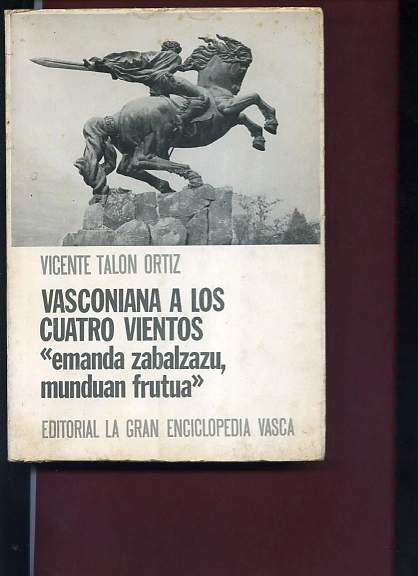 VICENTE TALON ORTIZ
VASCONIANA A LOS
CUATRO VIENTOS
«emanda zabalzazu,
munduan frutua»
EDITORIAL LA GRAN ENCICLOPEDIA VASCA